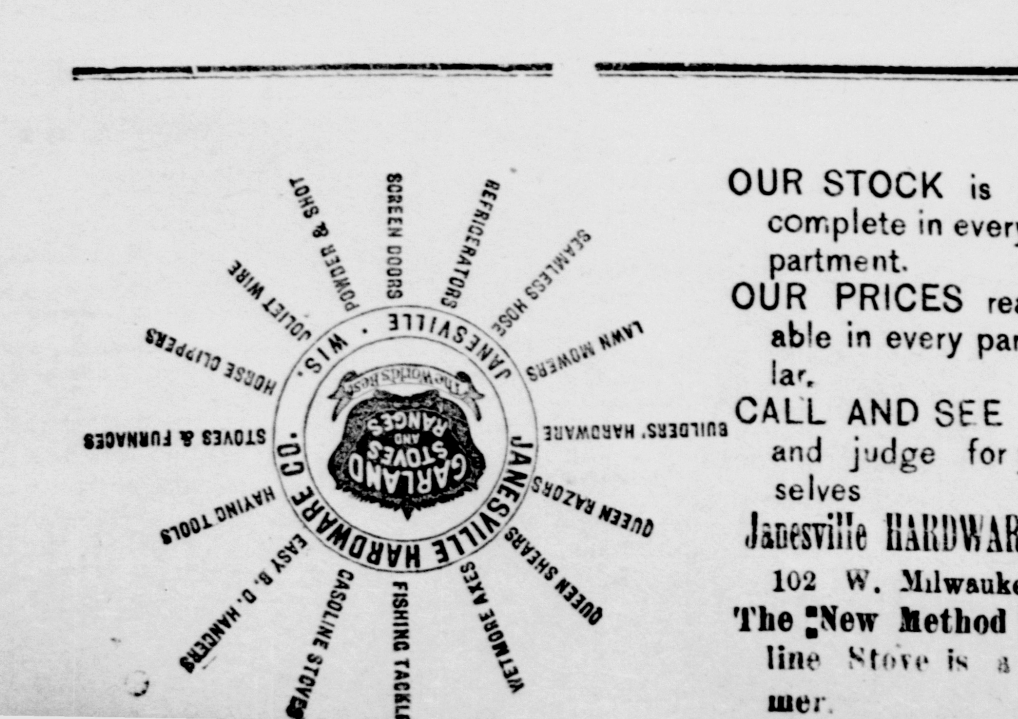 SCREEN DOORS
REFRIGERATORS
SEAMLESS HOSE
LAWN MOWERS
BUILDERS' HARDWARE
QUEEN RAZORS
QUEEN SHEARS
WETMORE AXES
FISHING TACKL
GASOLINE STOVES
EASY B. D. HANGERS
HAYING TOOLS
STOVES & FURNACES
HORSE CLIPPERS
JOLIET WIRE
POWDER & SHOT
JANESVILLE HARDWARE CO.
JANESVILLE · WIS.
GARLAND
STOVES
AND
RANGES
The World's Best
OUR STOCK is
complete in every
partment.
OUR PRICES rea
able in every par
lar.
CALL AND SEE
and judge for
selves
Janesville HARDWAR
102 W. Milwauke
The New Method
line Stove is a
mer.